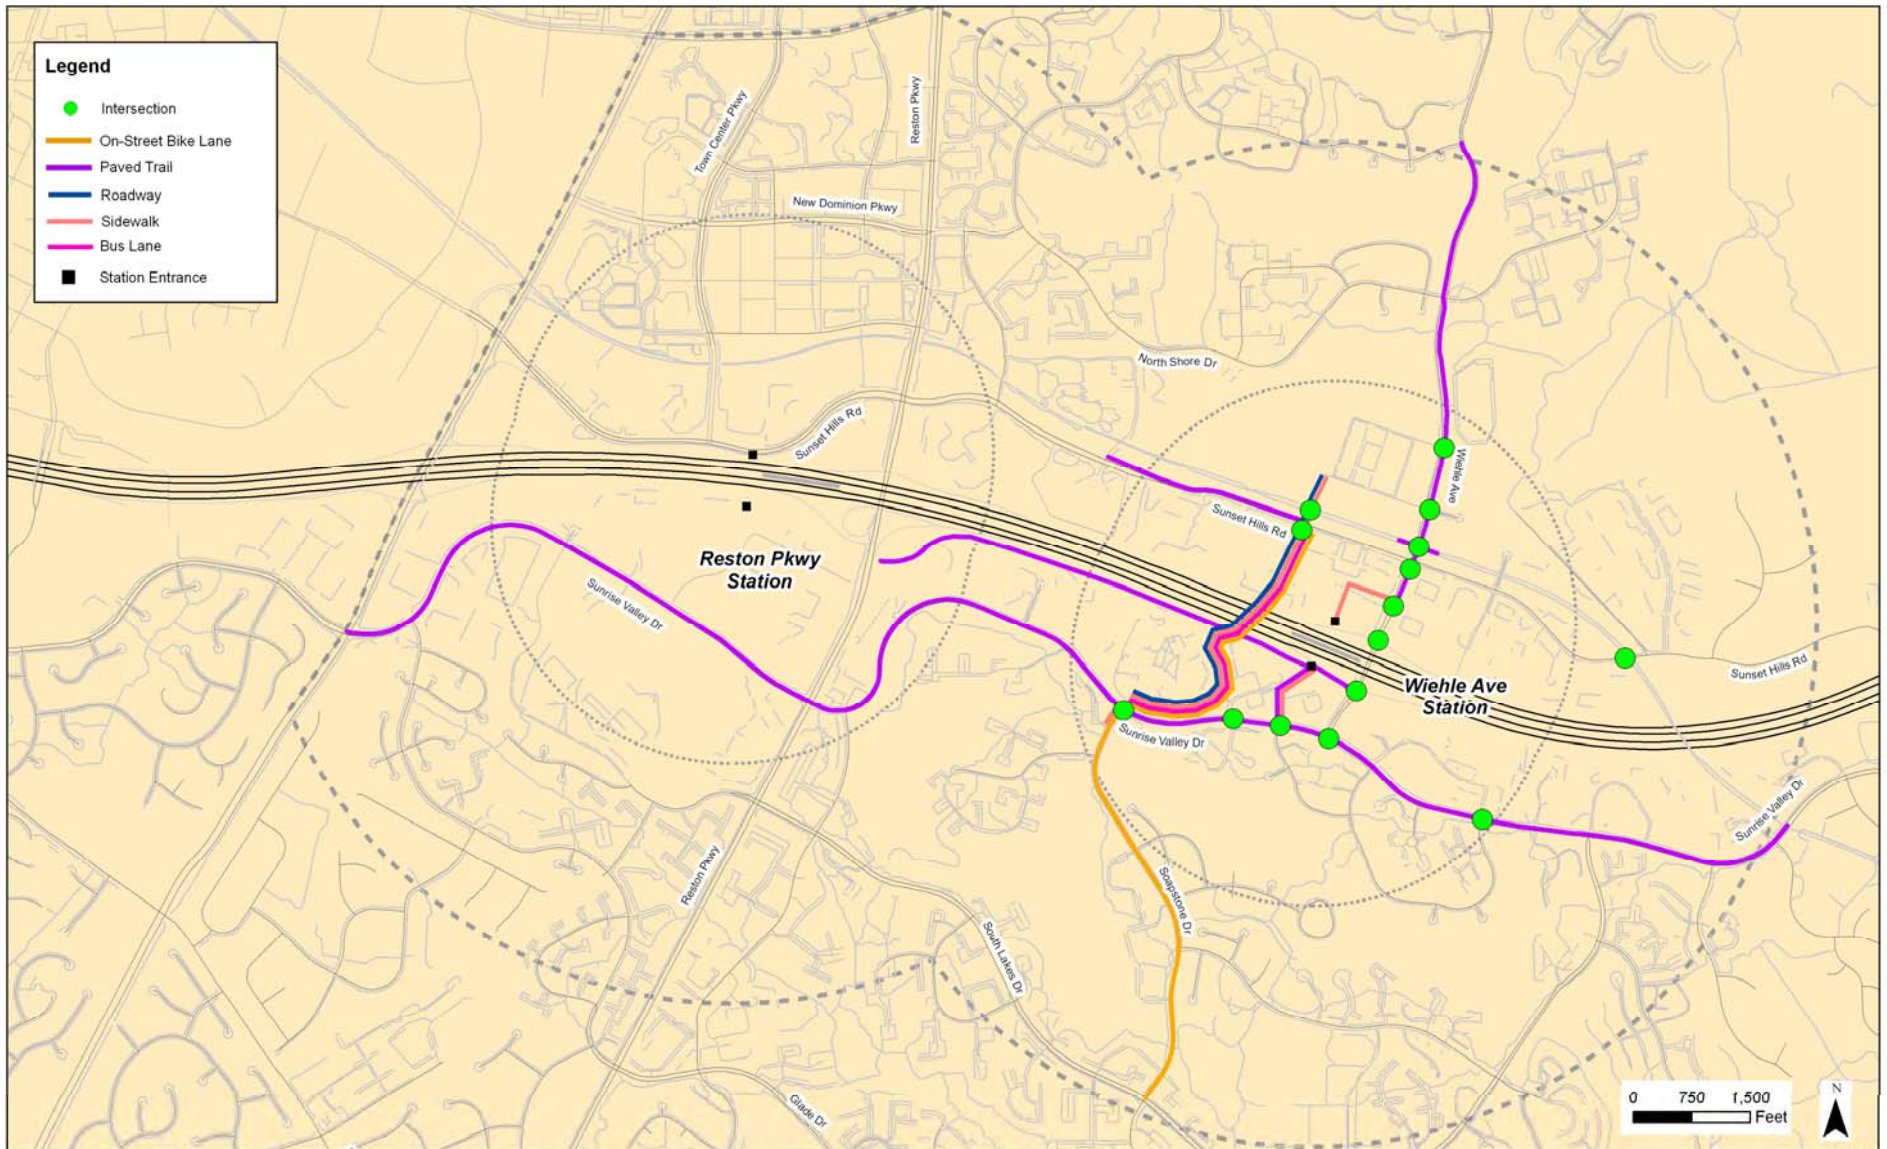 Legend
Intersection
On-Street Bike Lane
Paved Trail
Roadway
Sidewalk
Bus Lane
Station Entrance
Town Center Pkwy
Reston Pkwy
New Dominion Pkwy
North Shore Dr
Sunset Hills Rd
Wiehle Ave
Sunset Hills Rd
Reston Pkwy
Station
Sunrise Valley Dr
Sunset Hills Rd
Wiehle Ave
Station
Sunrise Valley Dr
Sunrise Valley Dr
Reston Pkwy
Soapstone Dr
South Lakes Dr
Glade Dr
0 750 1,500
Feet
N